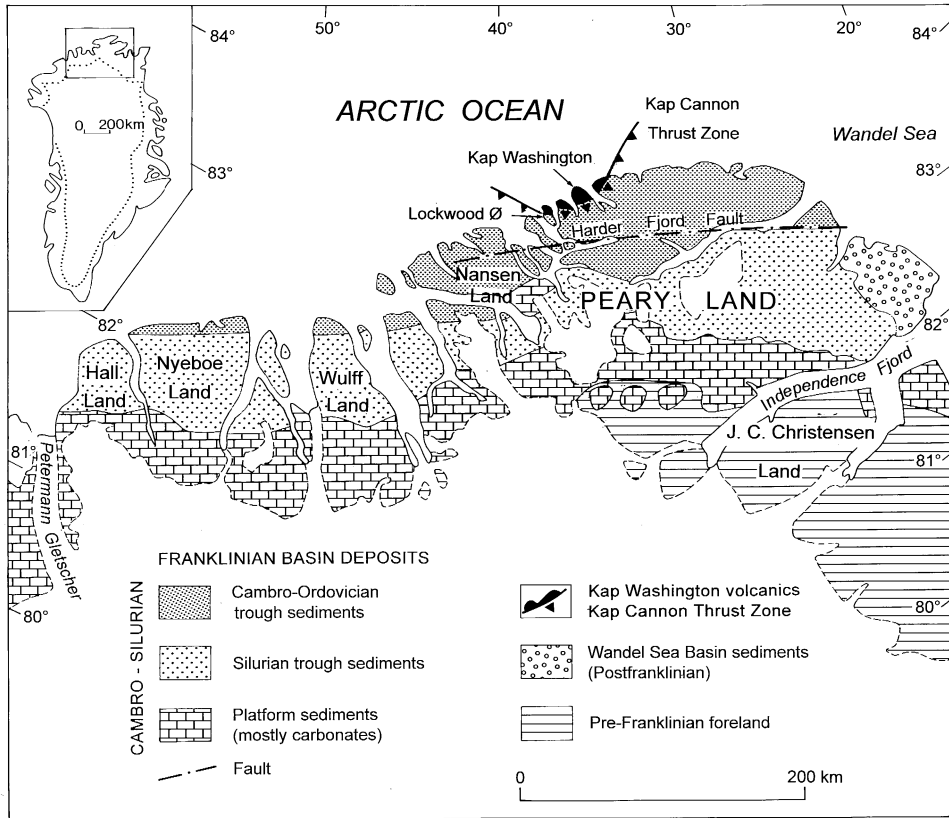 50°
40°
30°
20°
84°
84°
0 200km
ARCTIC OCEAN
Kap Cannon
Thrust Zone
Wandel Sea
Kap Washington
83°
83°
Lockwood Ø
Harder Fjord Fault
Nansen
Land
PEARY LAND
82°
82°
Hall
Land
Nyeboe
Land
Wulff
Land
Independence Fjord
J. C. Christensen
Land
81°
81°
Petermann Gletscher
80°
80°
FRANKLINIAN BASIN DEPOSITS
CAMBRO - SILURIAN
Cambro-Ordovician
trough sediments
Silurian trough sediments
Platform sediments
(mostly carbonates)
Fault
Kap Washington volcanics
Kap Cannon Thrust Zone
Wandel Sea Basin sediments
(Postfranklinian)
Pre-Franklinian foreland
0 200 km